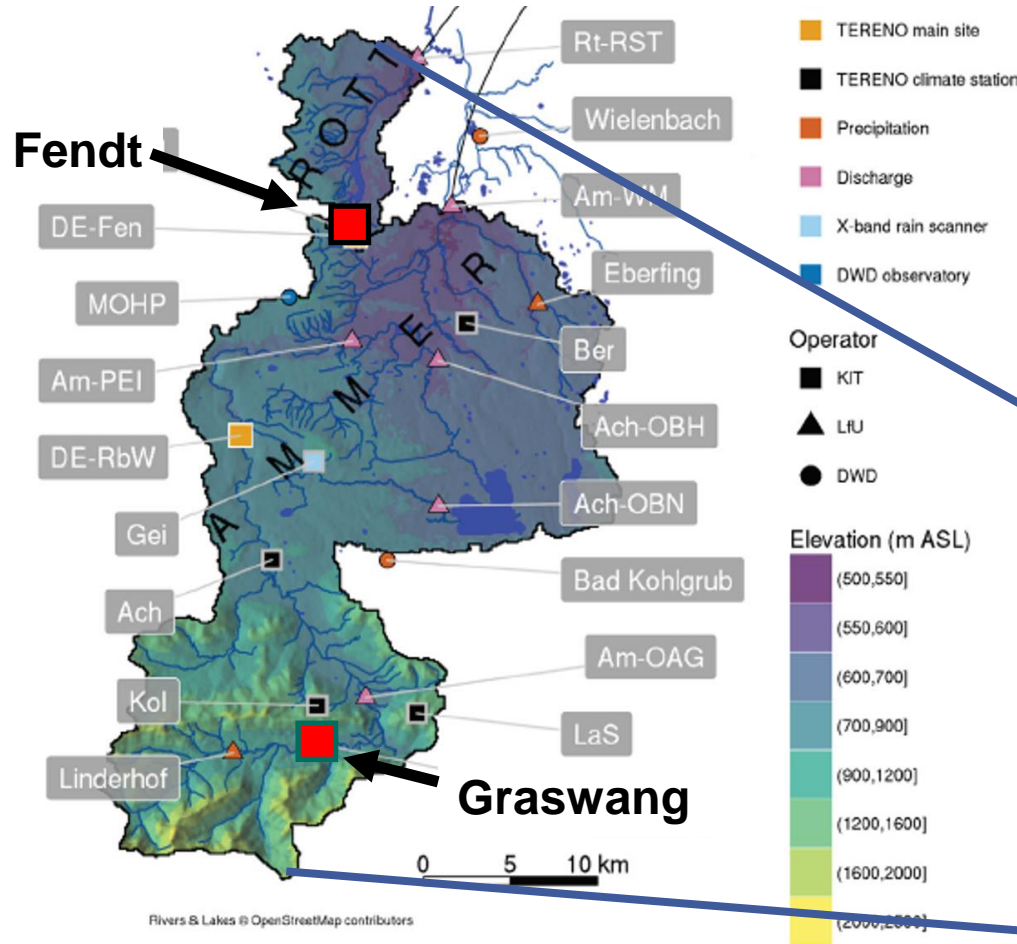 Rt-RST
Wielenbach
Fendt
Am-WM
DE-Fen
Eberfing
MOHP
Ber
Am-PEI
Ach-OBH
DE-RbW
Ach-OBN
Gei
Bad Kohlgrub
Ach
Am-OAG
Kol
LaS
Linderhof
Graswang
ROTT
AMMER
0 5 10 km
Rivers & Lakes © OpenStreetMap contributors
TERENO main site
TERENO climate station
Precipitation
Discharge
X-band rain scanner
DWD observatory
Operator
KIT
LfU
DWD
Elevation (m ASL)
(500,550]
(550,600]
(600,700]
(700,900]
(900,1200]
(1200,1600]
(1600,2000]
(2000,2500]